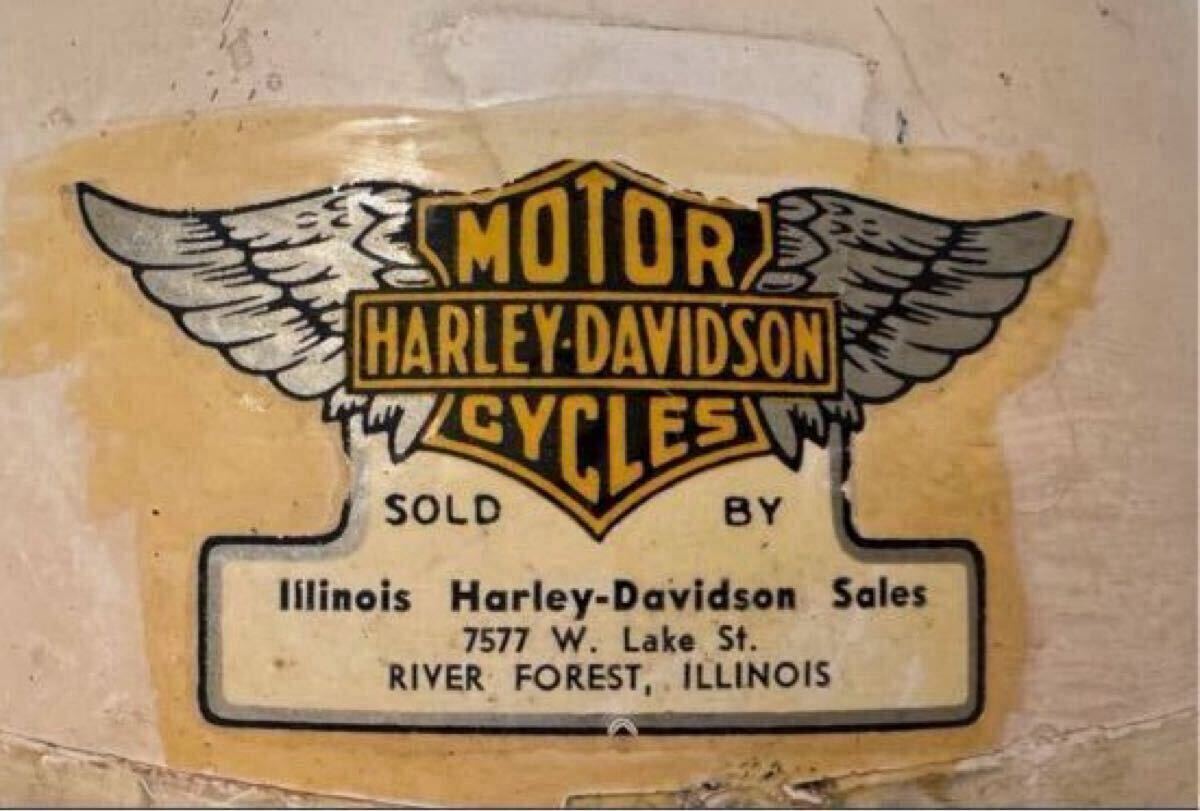 MOTOR
HARLEY-DAVIDSON
CYCLES
SOLD BY
Illinois Harley-Davidson Sales
7577 W. Lake St.
RIVER FOREST, ILLINOIS